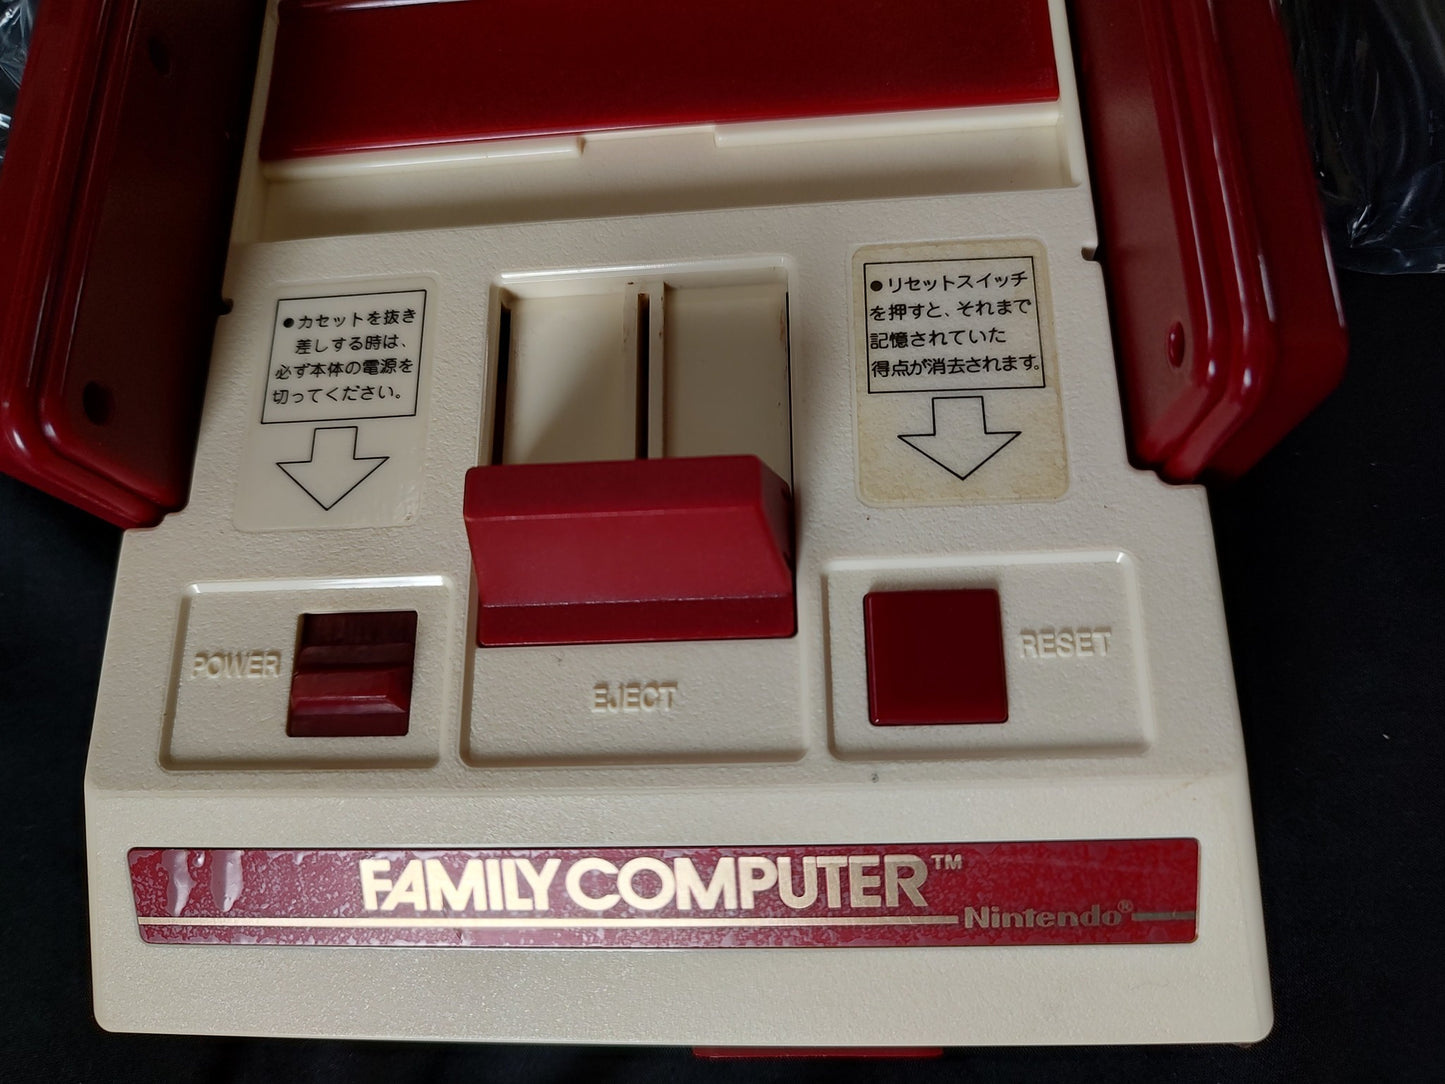 ●カセットを抜き
差しする時は、
必ず本体の電源を
切ってください。
●リセットスイッチ
を押すと、それまで
記憶されていた
得点が消去されます。
POWER
EJECT
RESET
FAMILY COMPUTER™
Nintendo®